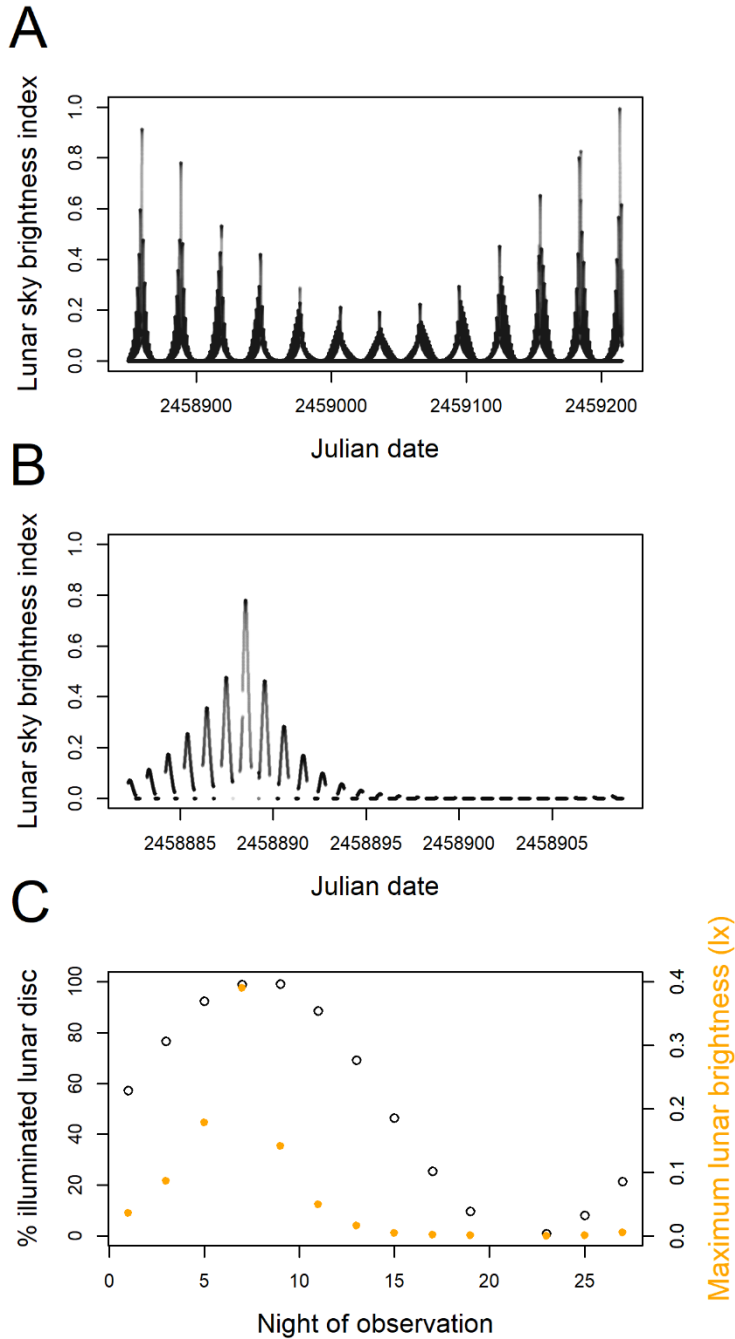 A
Lunar sky brightness index
1.0
0.8
0.6
0.4
0.2
0.0
2458900 2459000 2459100 2459200
Julian date
B
Lunar sky brightness index
1.0
0.8
0.6
0.4
0.2
0.0
2458885 2458890 2458895 2458900 2458905
Julian date
C
% illuminated lunar disc
100
80
60
40
20
0
0 5 10 15 20 25
Night of observation
0.4
0.3
0.2
0.1
0.0
Maximum lunar brightness (lx)